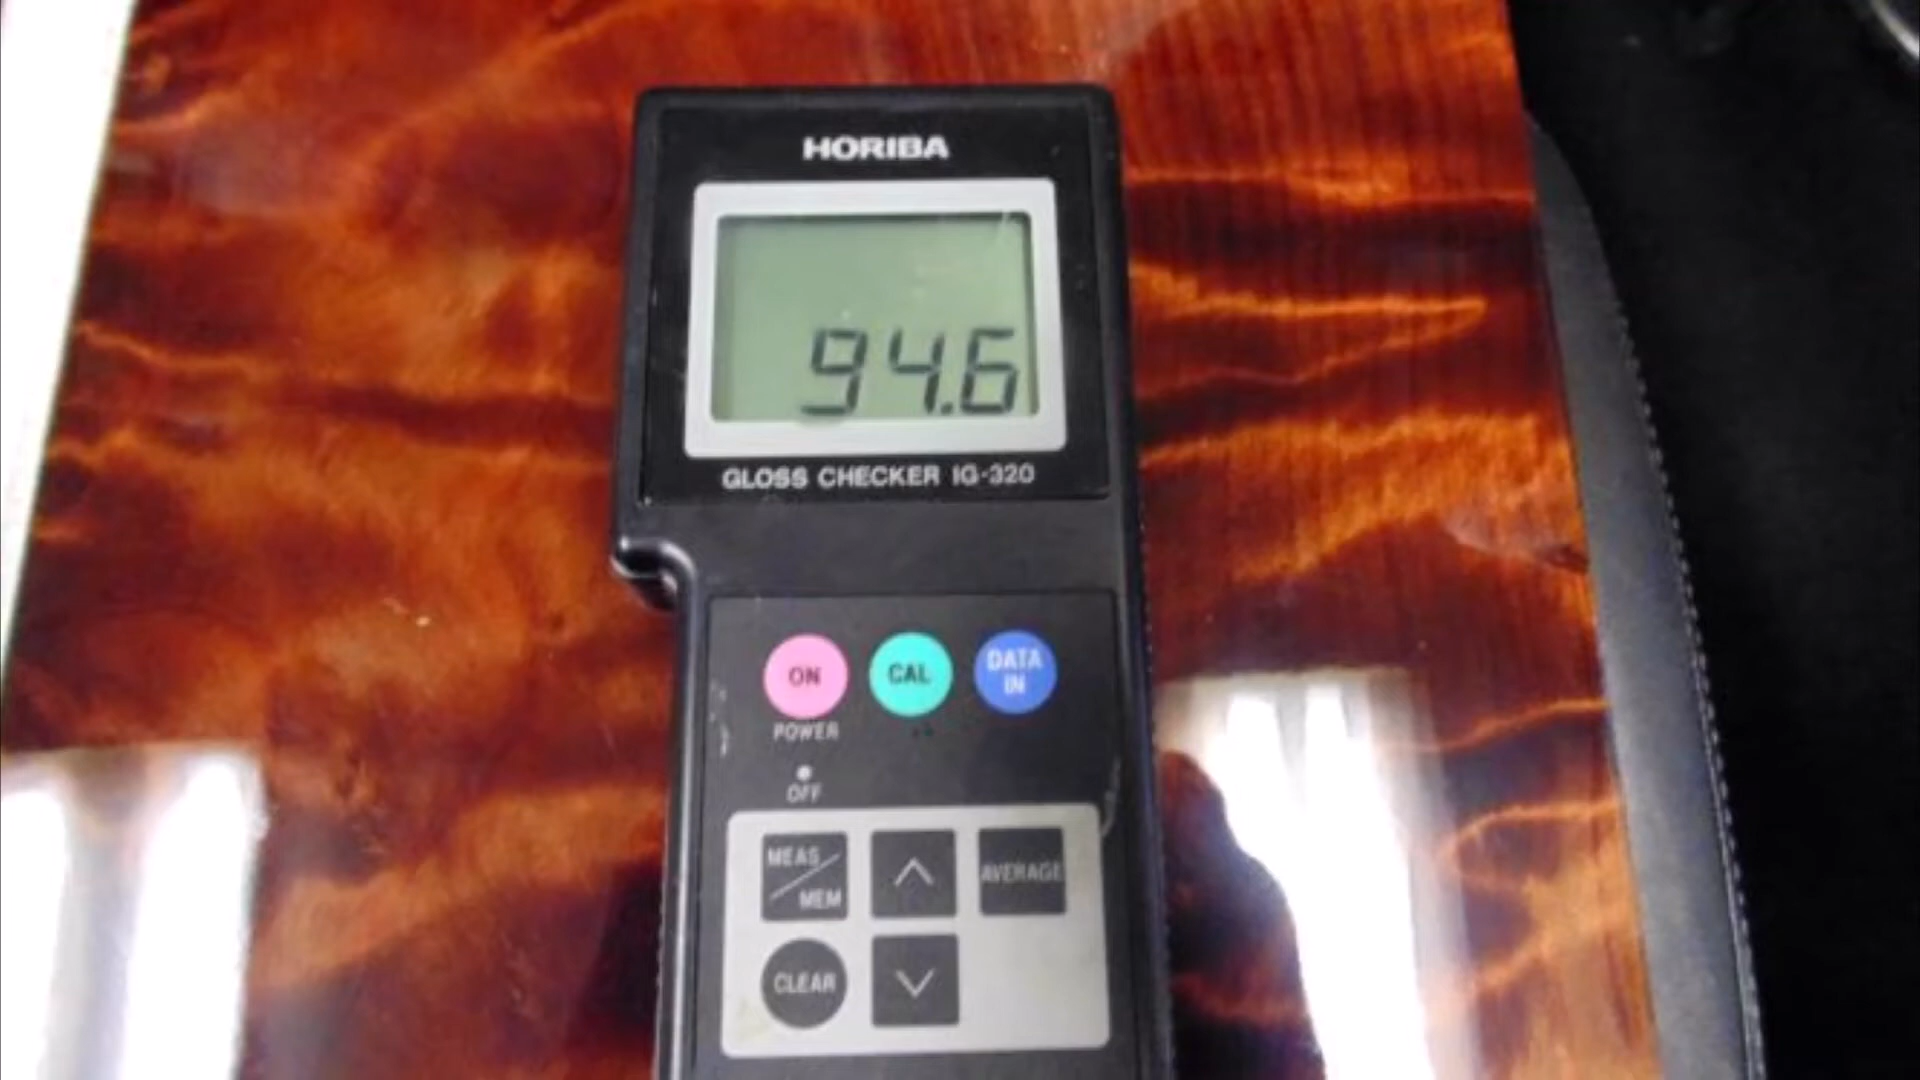 HORIBA
94.6
GLOSS CHECKER IG-320
ON
CAL
DATA
IN
POWER
OFF
MEAS
MEM
AVERAGE
CLEAR